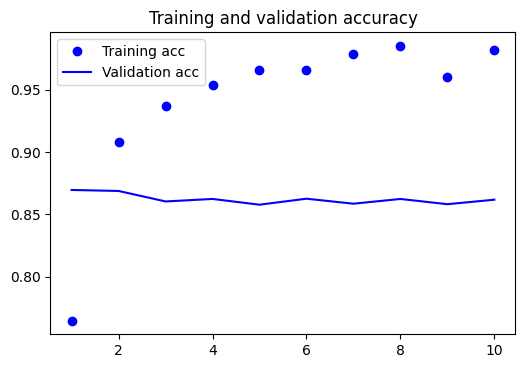 Training and validation accuracy
Training acc
Validation acc
0.95
0.90
0.85
0.80
2 4 6 8 10